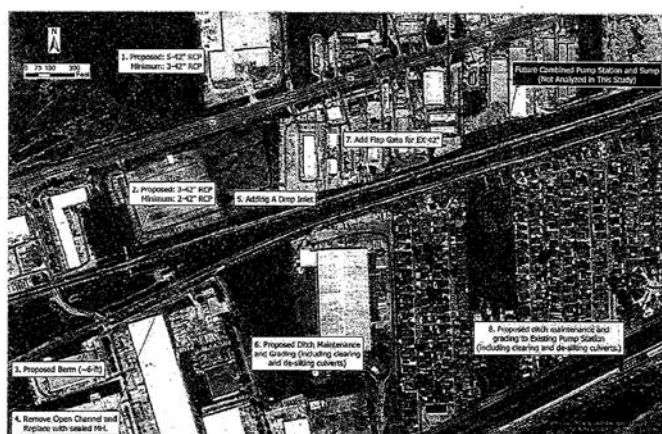 N
0 75 150 300
Feet
1. Proposed: 5-42" RCP
Minimum: 3-42" RCP
Future Combined Pump Station and Sump
(Not Analyzed in This Study)
7. Add Flap Gate for EX-42"
2. Proposed: 3-42" RCP
Minimum: 2-42" RCP
5. Adding A Drop Inlet
6. Proposed Ditch Maintenance
and Grading (including clearing
and de-silting culverts)
8. Proposed ditch maintenance and
grading to Existing Pump Station
(including clearing and de-silting culverts.)
3. Proposed Berm (~6-ft)
4. Remove Open Channel and
Replace with sealed MH.